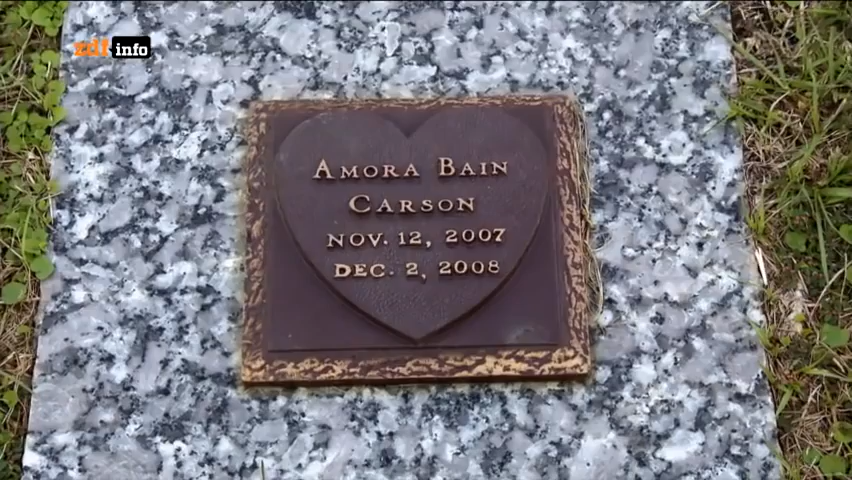 zdf info
AMORA BAIN
CARSON
NOV. 12, 2007
DEC. 2, 2008